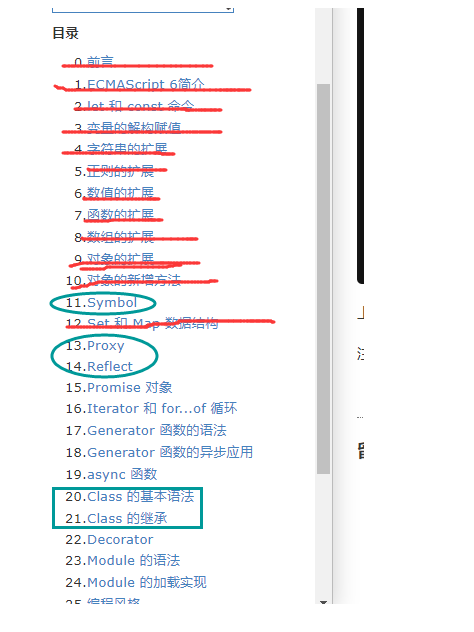 目录
0.前言
1.ECMAScript 6简介
2.let 和 const 命令
3.变量的解构赋值
4.字符串的扩展
5.正则的扩展
6.数值的扩展
7.函数的扩展
8.数组的扩展
9.对象的扩展
10.对象的新增方法
11.Symbol
12.Set 和 Map 数据结构
13.Proxy
14.Reflect
15.Promise 对象
16.Iterator 和 for...of 循环
17.Generator 函数的语法
18.Generator 函数的异步应用
19.async 函数
20.Class 的基本语法
21.Class 的继承
22.Decorator
23.Module 的语法
24.Module 的加载实现
25.编程风格